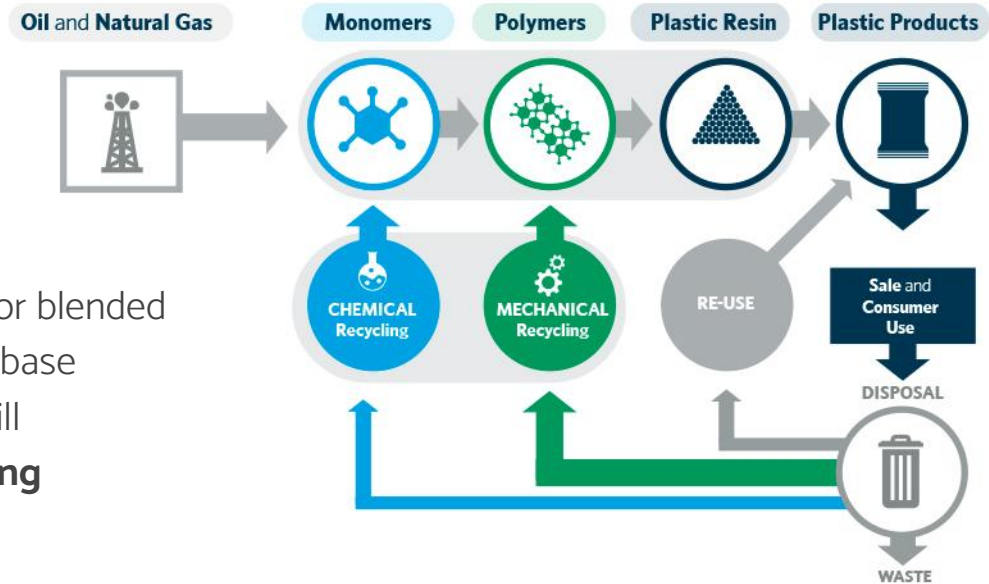 Oil and Natural Gas
Monomers
Polymers
Plastic Resin
Plastic Products
CHEMICAL
Recycling
MECHANICAL
Recycling
RE-USE
Sale and
Consumer
Use
DISPOSAL
WASTE
or blended
base
ill
ng